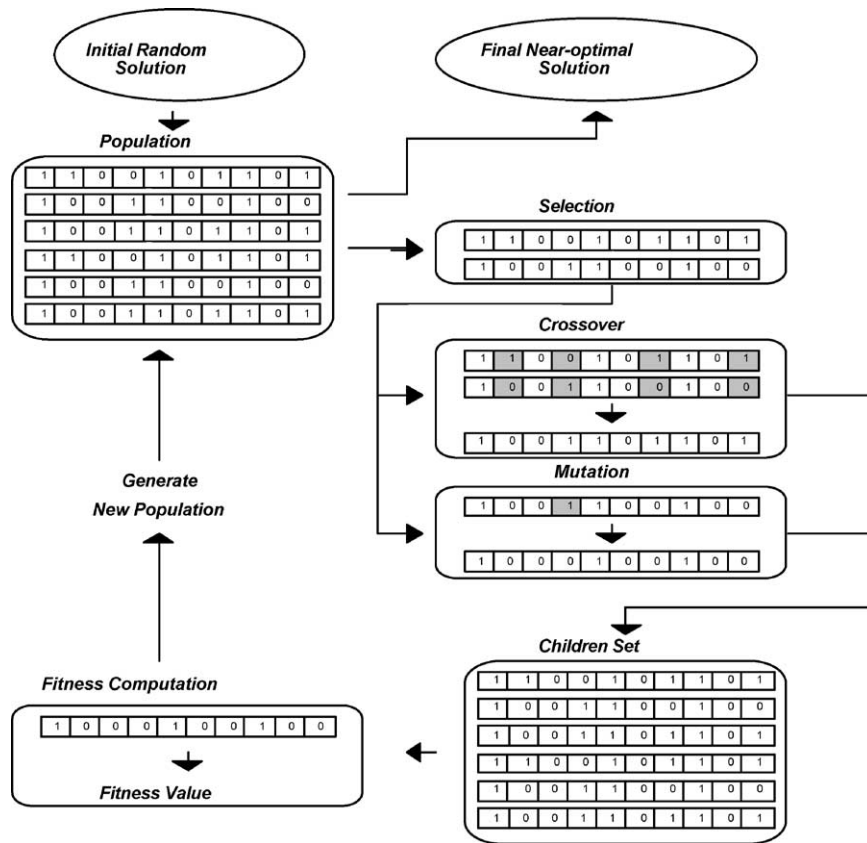 Initial Random
Solution
Final Near-optimal
Solution
Population
1 1 0 0 1 0 1 1 0 1
1 0 0 1 1 0 0 1 0 0
1 0 0 1 1 0 1 1 0 1
1 1 0 0 1 0 1 1 0 1
1 0 0 1 1 0 0 1 0 0
1 0 0 1 1 0 1 1 0 1
Selection
1 1 0 0 1 0 1 1 0 1
1 0 0 1 1 0 0 1 0 0
Crossover
1 1 0 0 1 0 1 1 0 1
1 0 0 1 1 0 0 1 0 0
1 0 0 1 1 0 1 1 0 1
Mutation
1 0 0 1 1 0 0 1 0 0
1 0 0 0 1 0 0 1 0 0
Generate
New Population
Children Set
1 1 0 0 1 0 1 1 0 1
1 0 0 1 1 0 0 1 0 0
1 0 0 1 1 0 1 1 0 1
1 1 0 0 1 0 1 1 0 1
1 0 0 1 1 0 0 1 0 0
1 0 0 1 1 0 1 1 0 1
Fitness Computation
1 0 0 0 1 0 0 1 0 0
Fitness Value